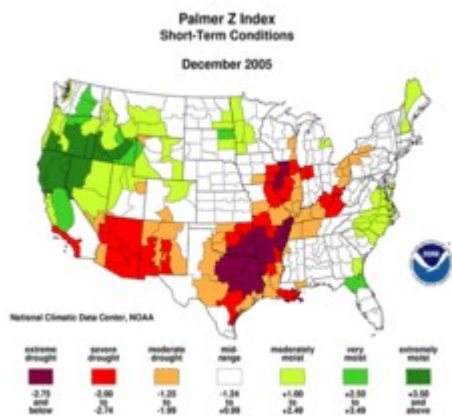 Palmer Z Index
Short-Term Conditions
December 2005
National Climatic Data Center, NOAA
extreme drought
severe drought
moderate drought
mid-range
moderately moist
very moist
extremely moist
-2.75 and below
-2.00 to -2.74
-1.25 to -1.99
-1.24 to +0.99
+1.00 to +2.49
+2.50 to +3.49
+3.50 and above